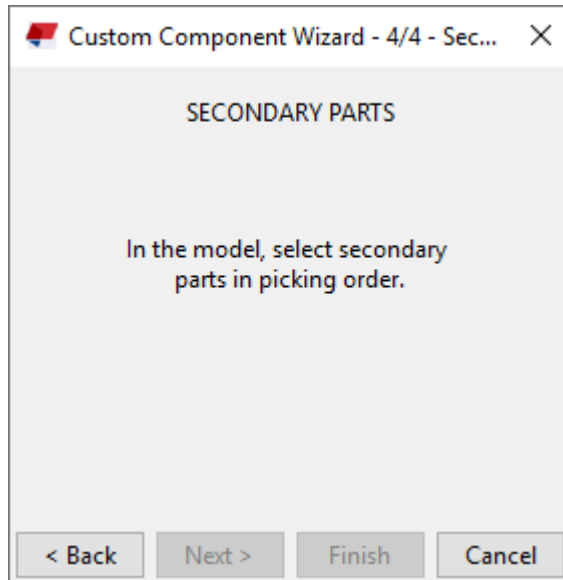 Custom Component Wizard - 4/4 - Sec...
SECONDARY PARTS
In the model, select secondary
parts in picking order.
< Back
Next >
Finish
Cancel